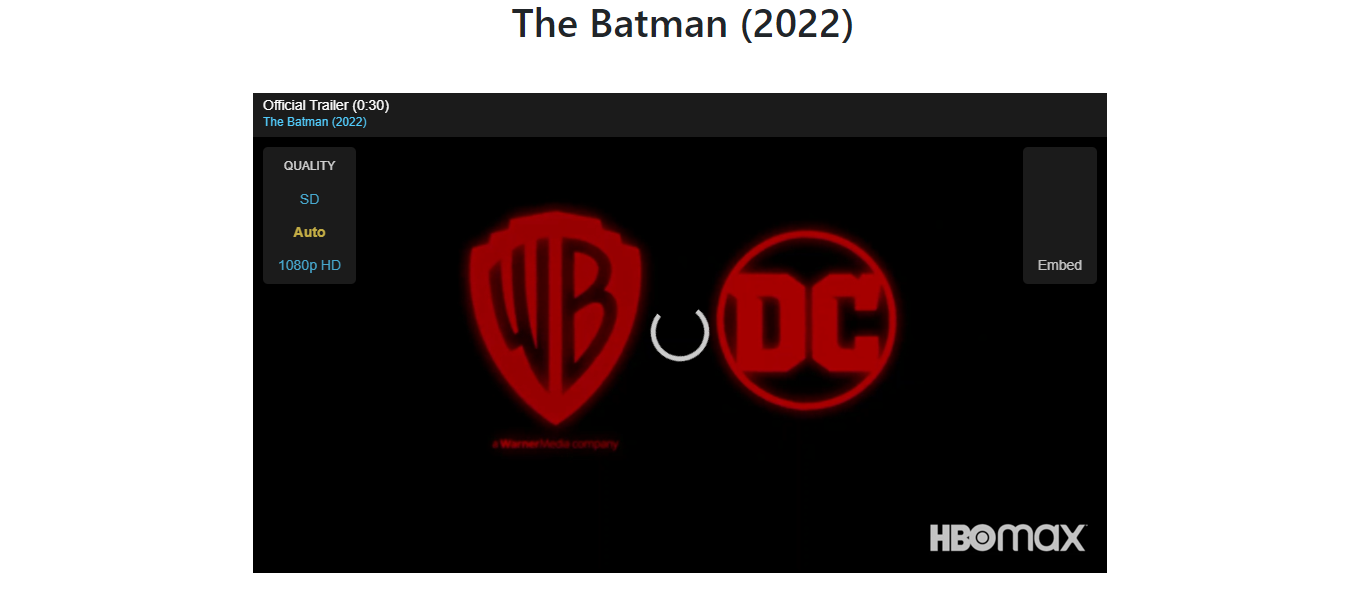 The Batman (2022)
Official Trailer (0:30)
The Batman (2022)
QUALITY
SD
Auto
1080p HD
Embed
WB
DC
a WarnerMedia company
HBOmax